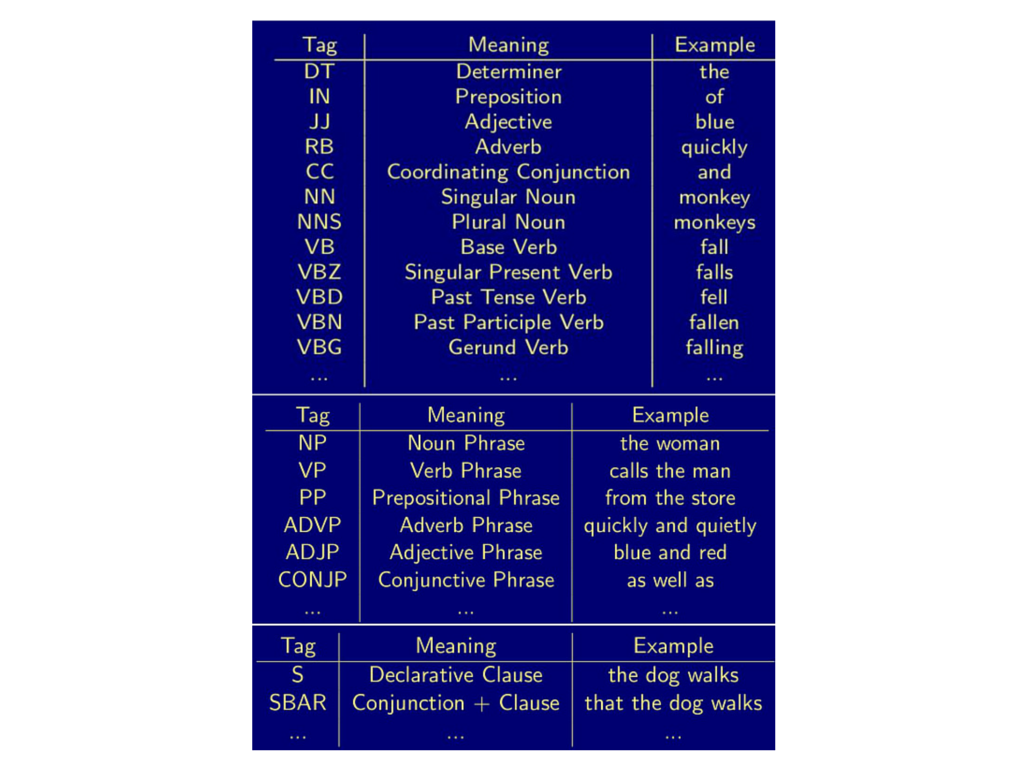 Tag Meaning Example
DT Determiner the
IN Preposition of
JJ Adjective blue
RB Adverb quickly
CC Coordinating Conjunction and
NN Singular Noun monkey
NNS Plural Noun monkeys
VB Base Verb fall
VBZ Singular Present Verb falls
VBD Past Tense Verb fell
VBN Past Participle Verb fallen
VBG Gerund Verb falling
... ... ...
Tag Meaning Example
NP Noun Phrase the woman
VP Verb Phrase calls the man
PP Prepositional Phrase from the store
ADVP Adverb Phrase quickly and quietly
ADJP Adjective Phrase blue and red
CONJP Conjunctive Phrase as well as
... ... ...
Tag Meaning Example
S Declarative Clause the dog walks
SBAR Conjunction + Clause that the dog walks
... ... ...